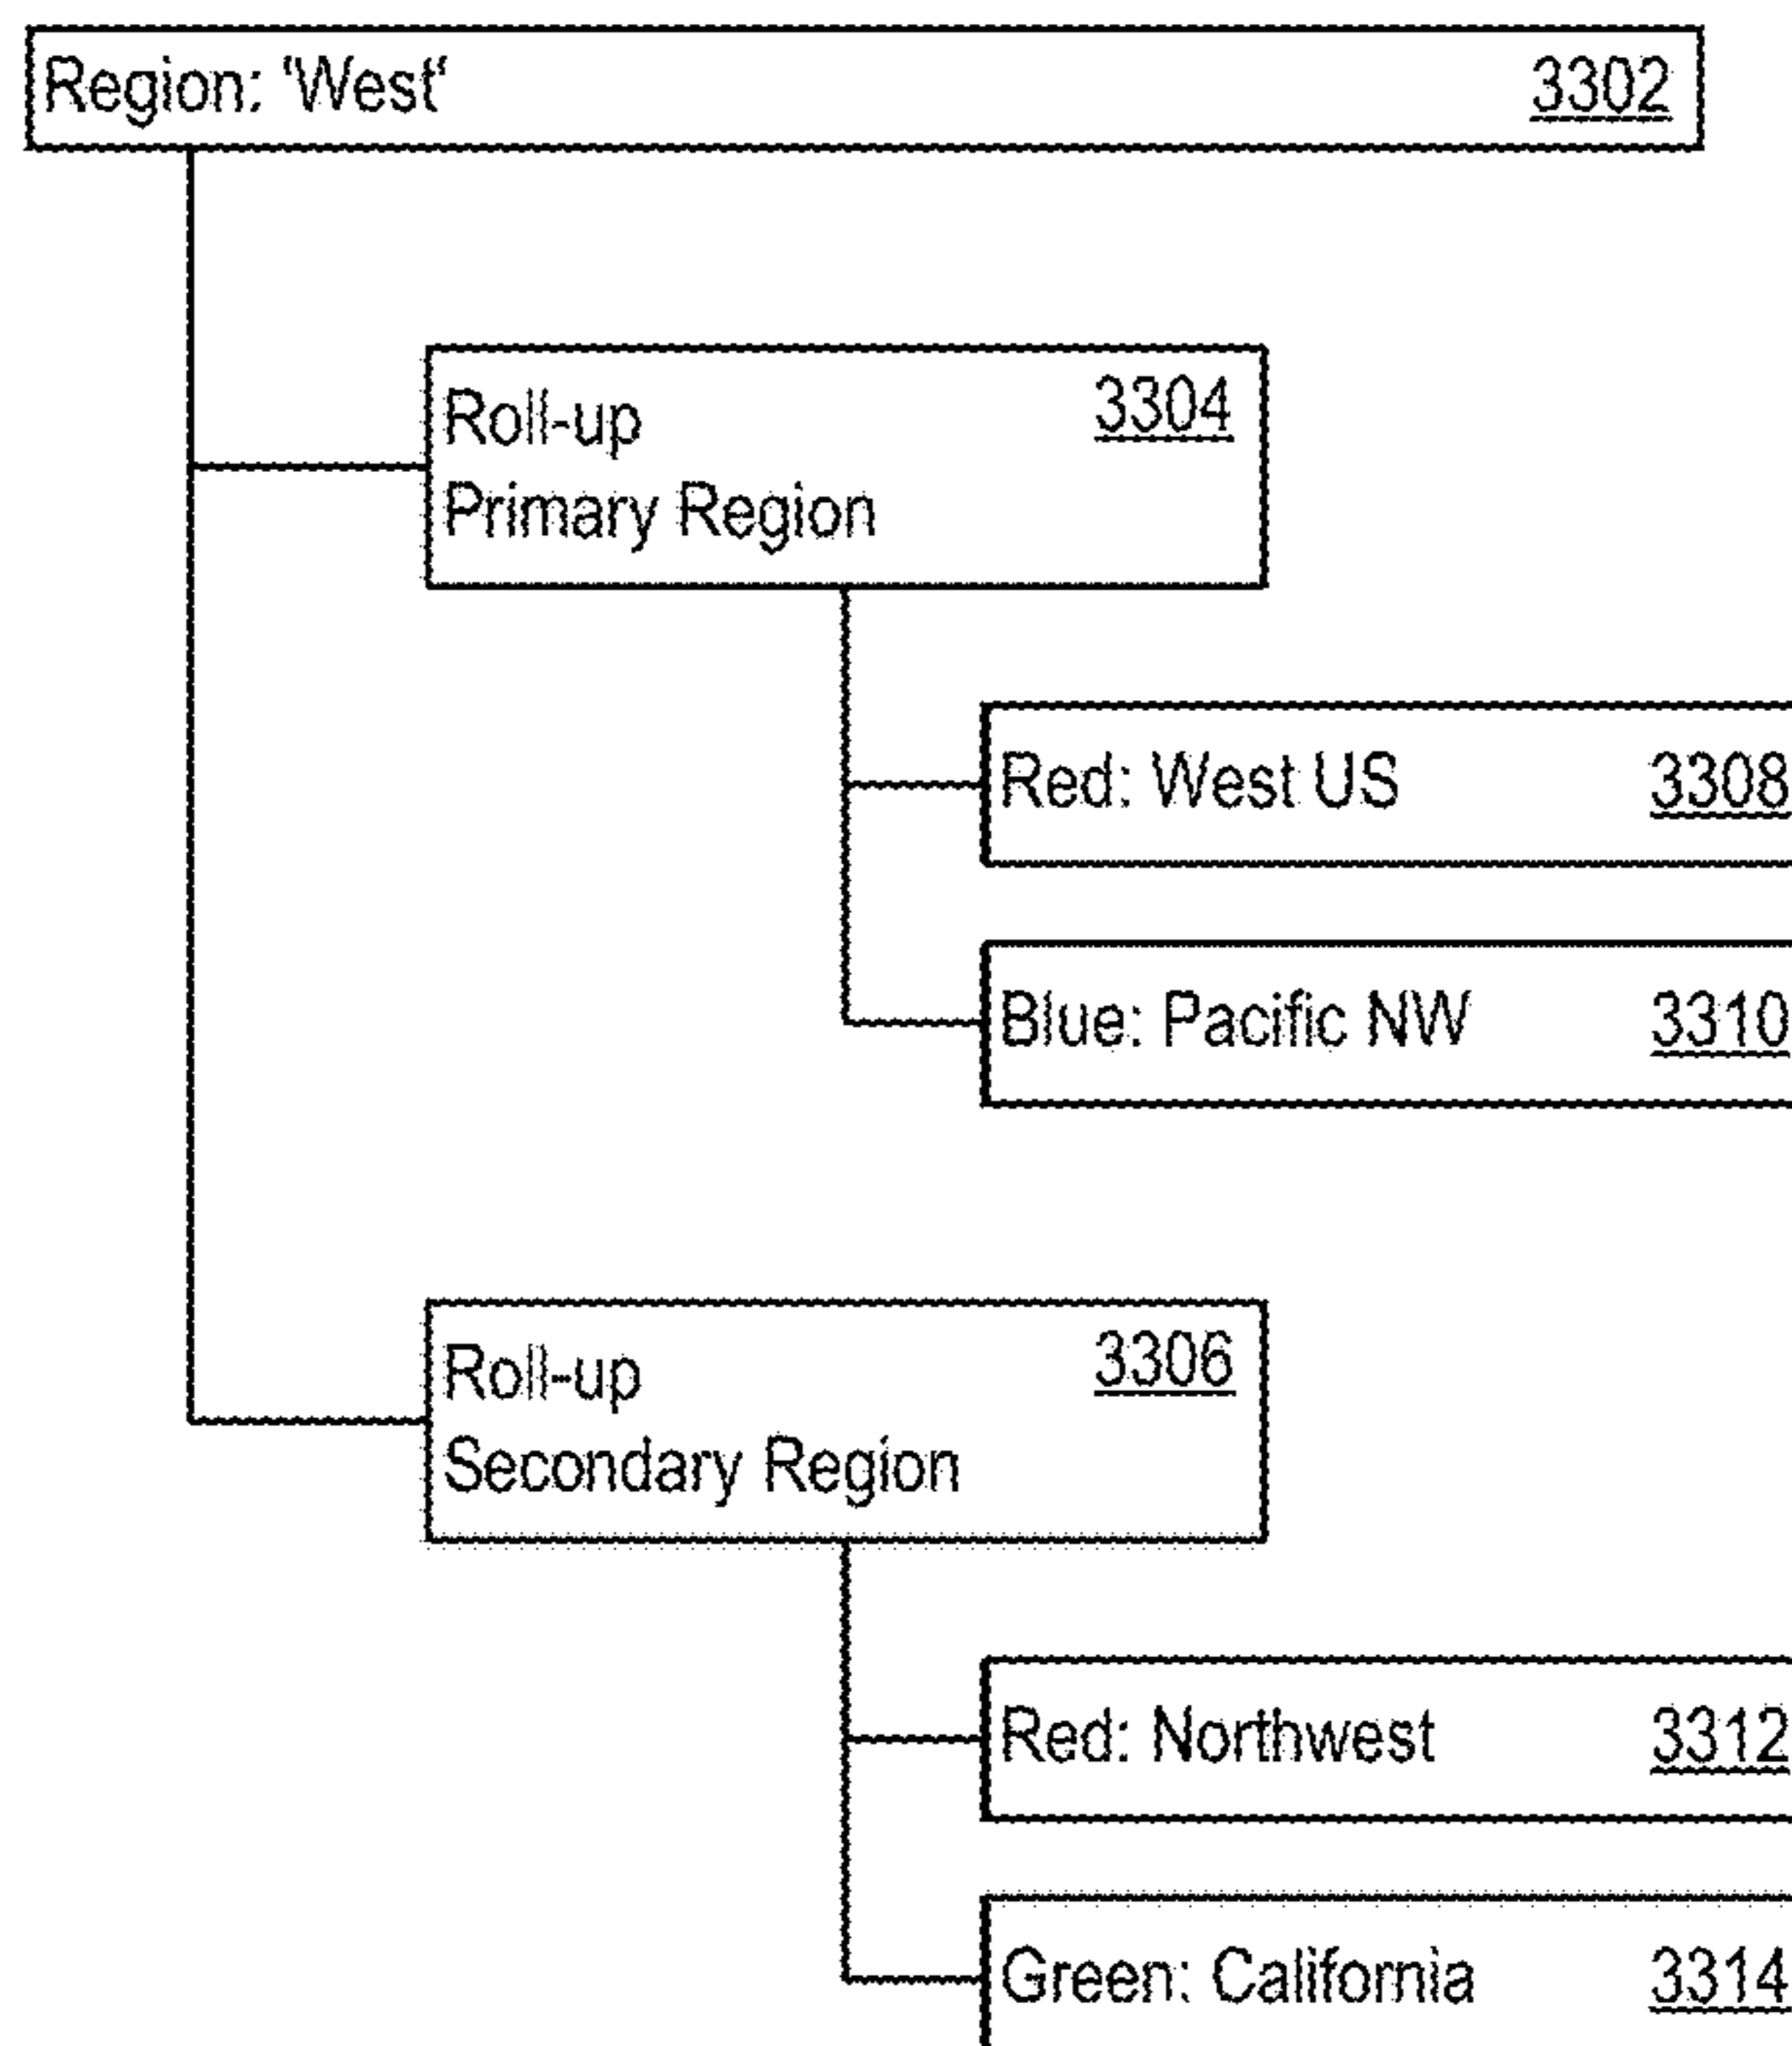 Region: 'West' 3302
Roll-up 3304
Primary Region
Red: West US 3308
Blue: Pacific NW 3310
Roll-up 3306
Secondary Region
Red: Northwest 3312
Green: California 3314